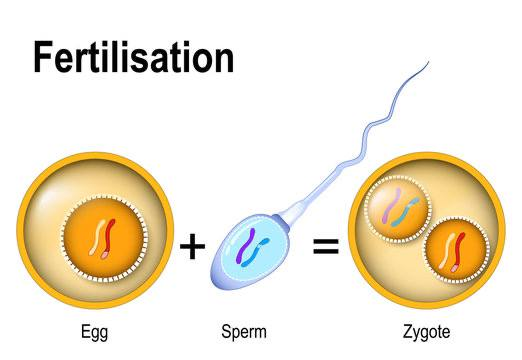 Fertilisation
+ =
Egg Sperm Zygote